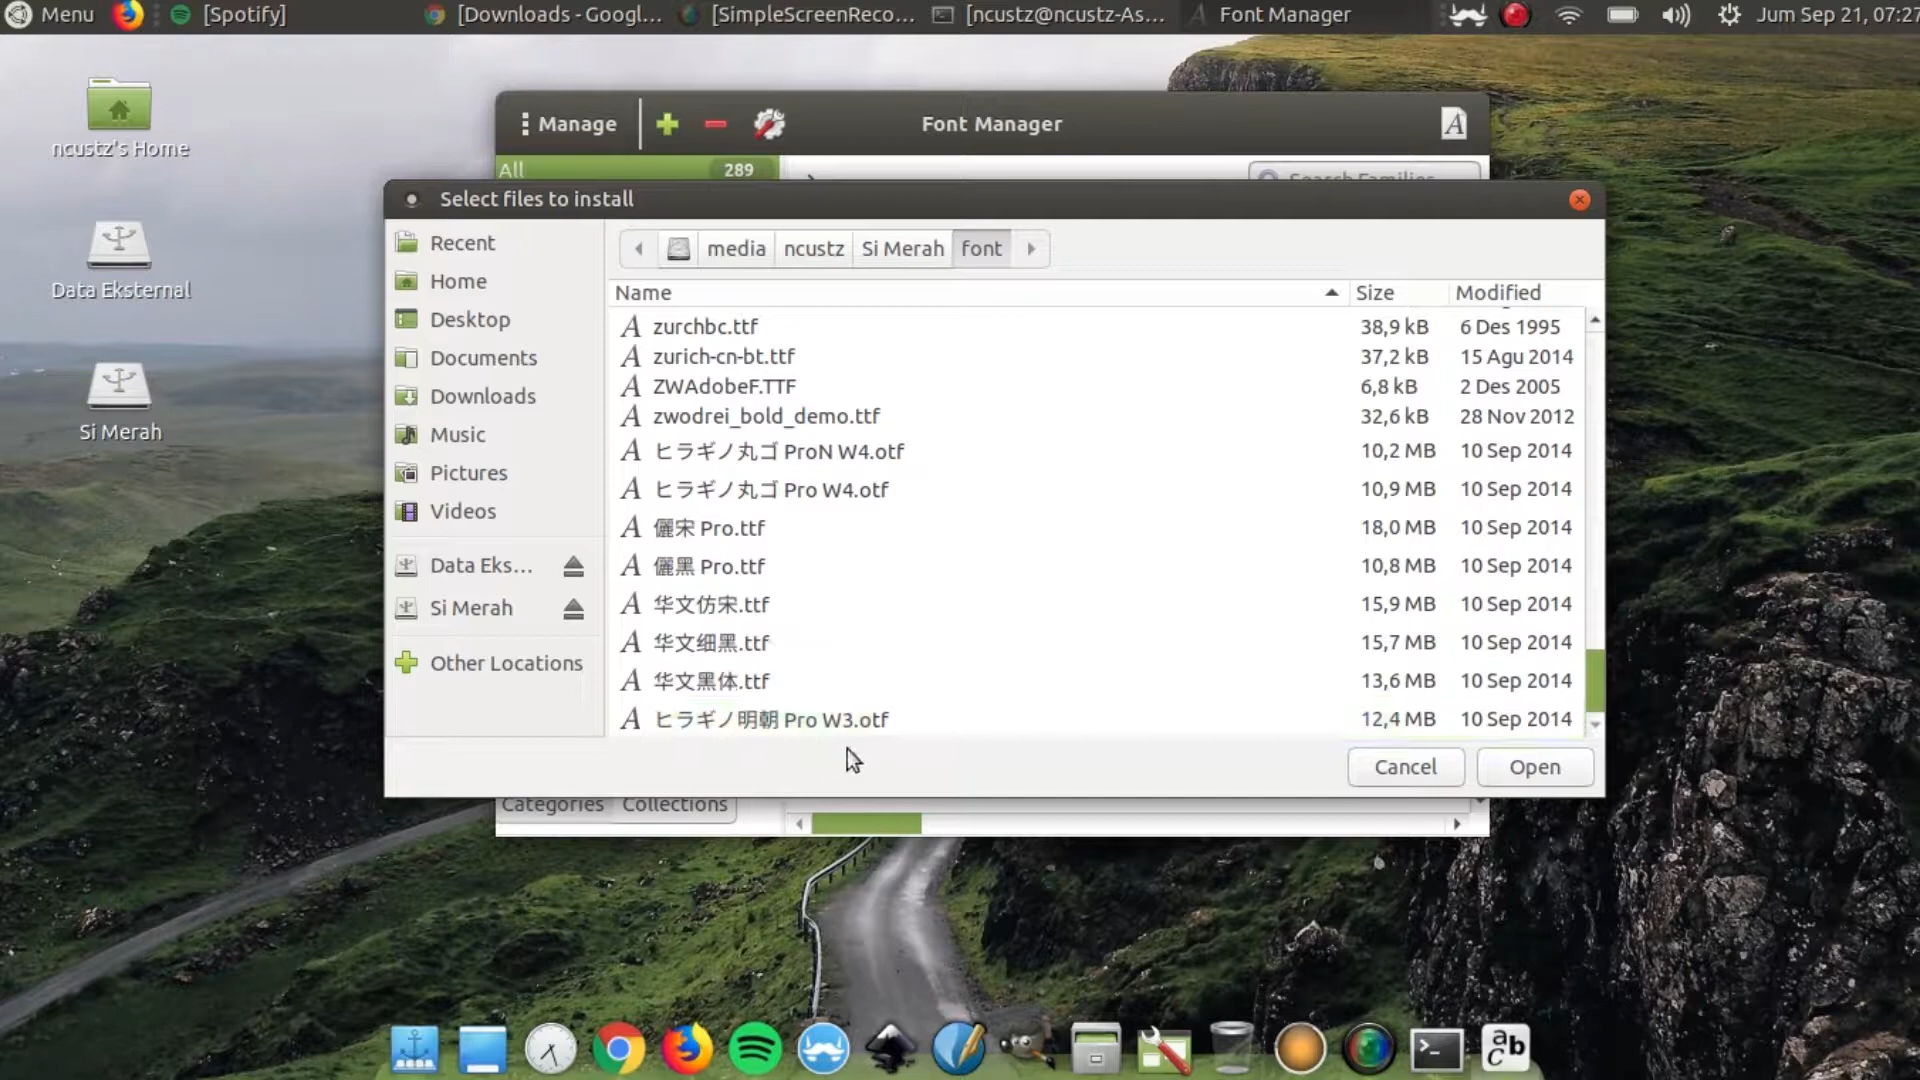 Menu [Spotify] [Downloads - Googl... [SimpleScreenReco... [ncustz@ncustz-As... Font Manager Jum Sep 21, 07:27
ncustz's Home
Data Eksternal
Si Merah
Manage Font Manager
All 289
Search Families...
Select files to install
media ncustz Si Merah font
Recent
Home
Desktop
Documents
Downloads
Music
Pictures
Videos
Data Eks...
Si Merah
Other Locations
Name Size Modified
zurchbc.ttf 38,9 kB 6 Des 1995
zurich-cn-bt.ttf 37,2 kB 15 Agu 2014
ZWAdobeF.TTF 6,8 kB 2 Des 2005
zwodrei_bold_demo.ttf 32,6 kB 28 Nov 2012
ヒラギノ丸ゴ ProN W4.otf 10,2 MB 10 Sep 2014
ヒラギノ丸ゴ Pro W4.otf 10,9 MB 10 Sep 2014
儷宋 Pro.ttf 18,0 MB 10 Sep 2014
儷黑 Pro.ttf 10,8 MB 10 Sep 2014
华文仿宋.ttf 15,9 MB 10 Sep 2014
华文细黑.ttf 15,7 MB 10 Sep 2014
华文黑体.ttf 13,6 MB 10 Sep 2014
ヒラギノ明朝 Pro W3.otf 12,4 MB 10 Sep 2014
Cancel Open
Categories Collections